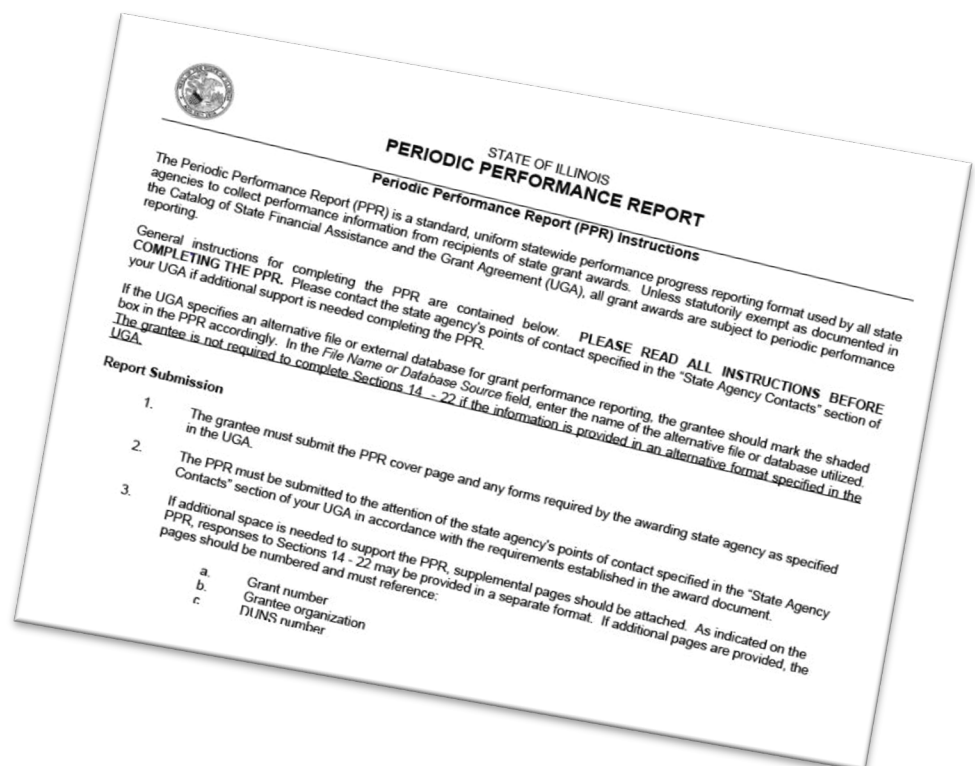 STATE OF ILLINOIS
PERIODIC PERFORMANCE REPORT
Periodic Performance Report (PPR) Instructions
The Periodic Performance Report (PPR) is a standard, uniform statewide performance progress reporting format used by all state
agencies to collect performance information from recipients of state grant awards. Unless statutorily exempt as documented in
the Catalog of State Financial Assistance and the Grant Agreement (UGA), all grant awards are subject to periodic performance
reporting.
General instructions for completing the PPR are contained below. PLEASE READ ALL INSTRUCTIONS BEFORE
COMPLETING THE PPR. Please contact the state agency's points of contact specified in the "State Agency Contacts" section of
your UGA if additional support is needed completing the PPR.
If the UGA specifies an alternative file or external database for grant performance reporting, the grantee should mark the shaded
box in the PPR accordingly. In the File Name or Database Source field, enter the name of the alternative file or database utilized.
The grantee is not required to complete Sections 14 - 22 if the information is provided in an alternative format specified in the
UGA.
Report Submission
1. The grantee must submit the PPR cover page and any forms required by the awarding state agency as specified
in the UGA.
2. The PPR must be submitted to the attention of the state agency's points of contact specified in the "State Agency
Contacts" section of your UGA in accordance with the requirements established in the award document.
3. If additional space is needed to support the PPR, supplemental pages should be attached. As indicated on the
PPR, responses to Sections 14 - 22 may be provided in a separate format. If additional pages are provided, the
pages should be numbered and must reference:
a. Grant number
b. Grantee organization
c. DUNS number